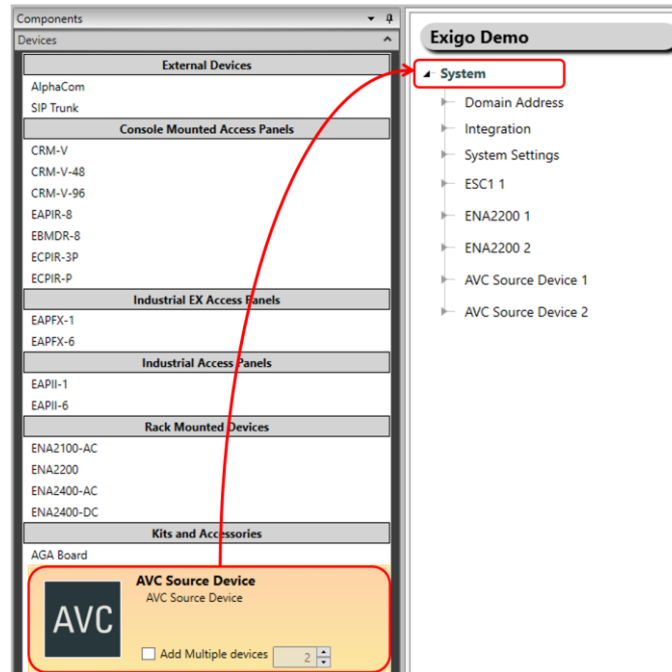 Components
Devices
External Devices
AlphaCom
SIP Trunk
Console Mounted Access Panels
CRM-V
CRM-V-48
CRM-V-96
EAPIR-8
EBMDR-8
ECPIR-3P
ECPIR-P
Industrial EX Access Panels
EAPFX-1
EAPFX-6
Industrial Access Panels
EAPII-1
EAPII-6
Rack Mounted Devices
ENA2100-AC
ENA2200
ENA2400-AC
ENA2400-DC
Kits and Accessories
AGA Board
AVC
AVC Source Device
AVC Source Device
Add Multiple devices 2
Exigo Demo
System
Domain Address
Integration
System Settings
ESC1 1
ENA2200 1
ENA2200 2
AVC Source Device 1
AVC Source Device 2